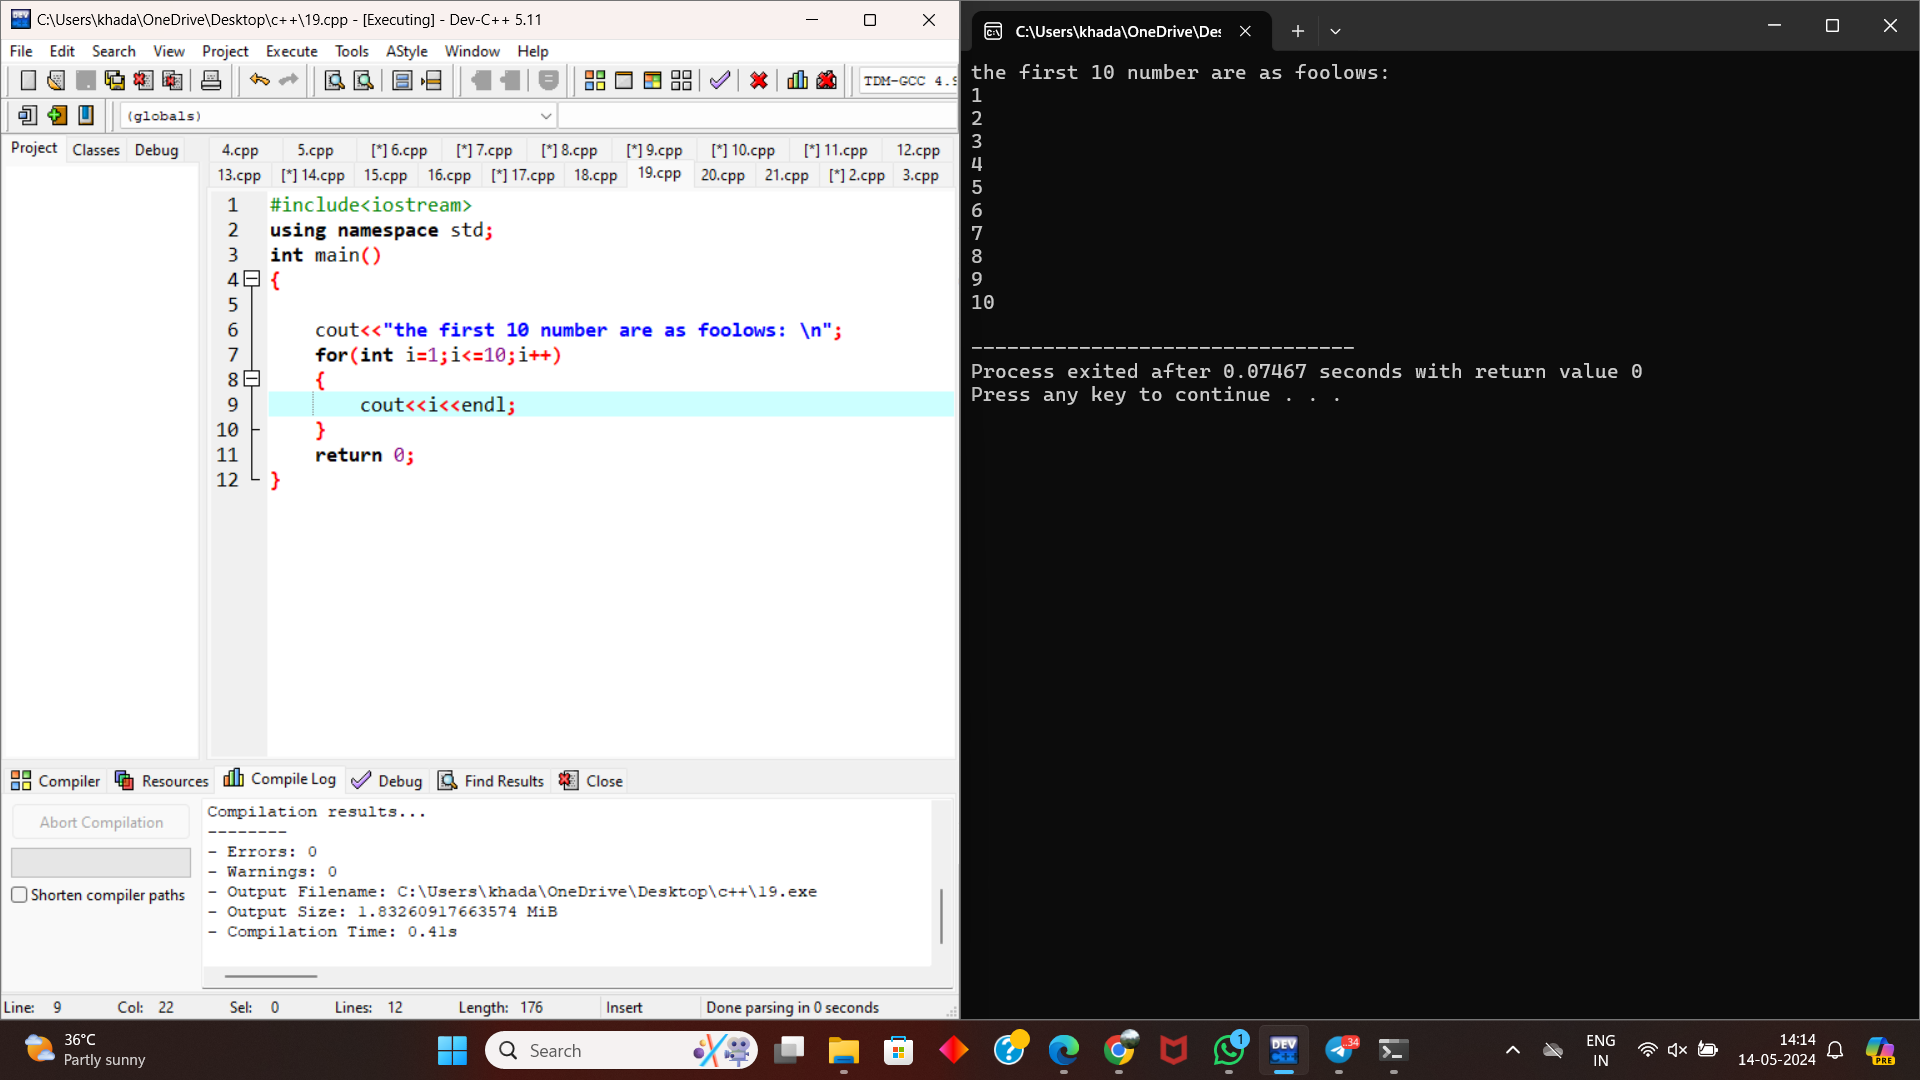 C:\Users\khada\OneDrive\Desktop\c++\19.cpp - [Executing] - Dev-C++ 5.11
File Edit Search View Project Execute Tools AStyle Window Help
TDM-GCC 4.9
(globals)
Project Classes Debug
4.cpp 5.cpp [*] 6.cpp [*] 7.cpp [*] 8.cpp [*] 9.cpp [*] 10.cpp [*] 11.cpp 12.cpp
13.cpp [*] 14.cpp 15.cpp 16.cpp [*] 17.cpp 18.cpp 19.cpp 20.cpp 21.cpp [*] 2.cpp 3.cpp
1 #include<iostream>
2 using namespace std;
3 int main()
4 {
5
6 cout<<"the first 10 number are as foolows: \n";
7 for(int i=1;i<=10;i++)
8 {
9 cout<<i<<endl;
10 }
11 return 0;
12 }
Compiler Resources Compile Log Debug Find Results Close
Abort Compilation
Shorten compiler paths
Compilation results...
--------
- Errors: 0
- Warnings: 0
- Output Filename: C:\Users\khada\OneDrive\Desktop\c++\19.exe
- Output Size: 1.83260917663574 MiB
- Compilation Time: 0.41s
Line: 9 Col: 22 Sel: 0 Lines: 12 Length: 176 Insert Done parsing in 0 seconds
C:\Users\khada\OneDrive\Des
the first 10 number are as foolows:
1
2
3
4
5
6
7
8
9
10
--------------------------------
Process exited after 0.07467 seconds with return value 0
Press any key to continue . . .
36°C
Partly sunny
Search
DEV
C++
1
34
PRE
ENG
IN
14:14
14-05-2024